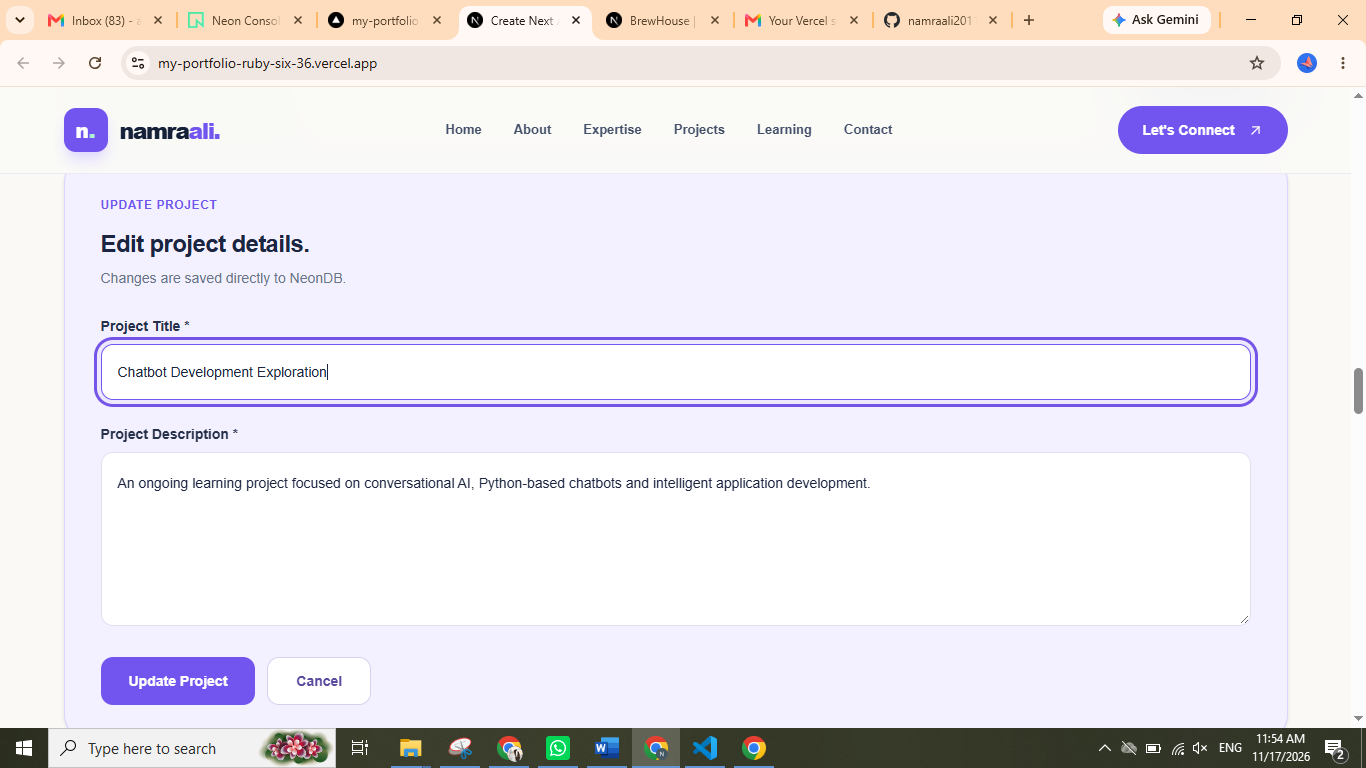 Inbox (83) - a
Neon Consol
my-portfolio
Create Next A
BrewHouse |
Your Vercel s
namraali201
Ask Gemini
my-portfolio-ruby-six-36.vercel.app
n.
namraali.
Home
About
Expertise
Projects
Learning
Contact
Let's Connect
UPDATE PROJECT
Edit project details.
Changes are saved directly to NeonDB.
Project Title *
Chatbot Development Exploration
Project Description *
An ongoing learning project focused on conversational AI, Python-based chatbots and intelligent application development.
Update Project
Cancel
Type here to search
ENG
11:54 AM
11/17/2026
2